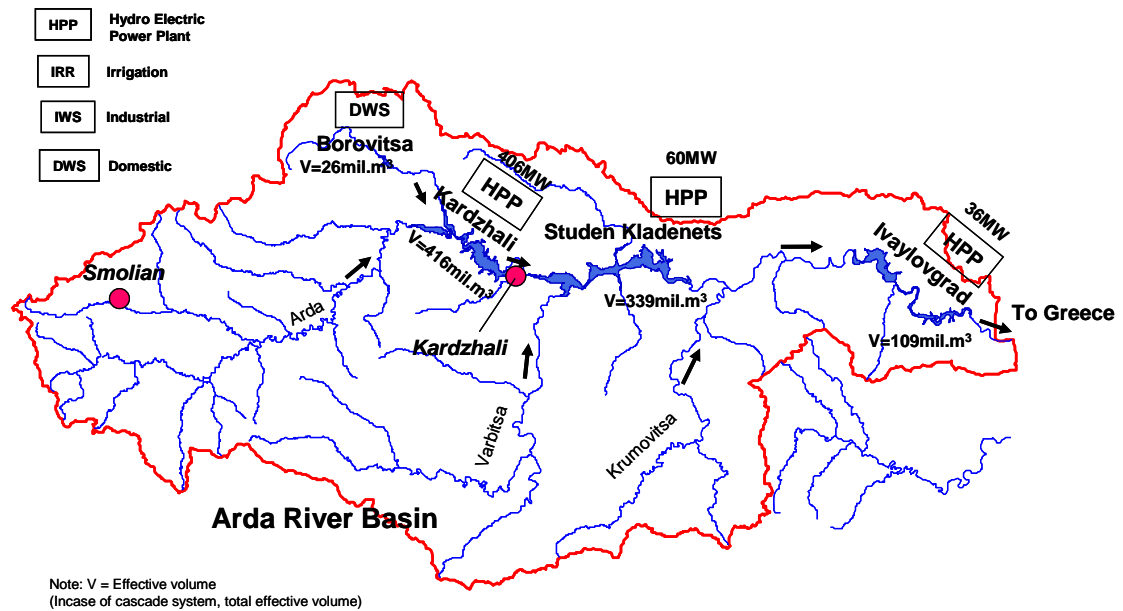 HPP
Hydro Electric
Power Plant
IRR
Irrigation
IWS
Industrial
DWS
Domestic
DWS
Borovitsa
V=26mil.m³
406MW
HPP
Kardzhali
V=416mil.m³
60MW
HPP
Studen Kladenets
V=339mil.m³
36MW
HPP
Ivaylovgrad
V=109mil.m³
To Greece
Smolian
Arda
Kardzhali
Varbitsa
Krumovitsa
Arda River Basin
Note: V = Effective volume
(Incase of cascade system, total effective volume)